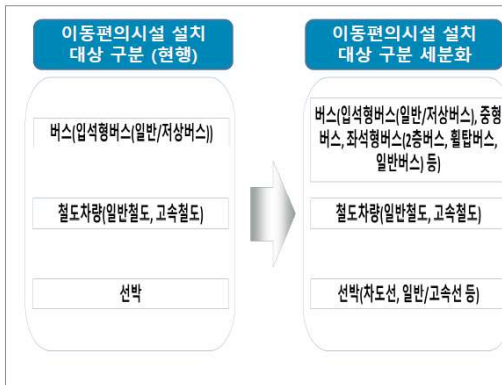 이동편의시설 설치
대상 구분 (현행)
버스(입석형버스(일반/저상버스))
철도차량(일반철도, 고속철도)
선박
이동편의시설 설치
대상 구분 세분화
버스(입석형버스(일반/저상버스), 중형
버스, 좌석형버스(2층버스, 휠탑버스,
일반버스) 등)
철도차량(일반철도, 고속철도)
선박(차도선, 일반/고속선 등)